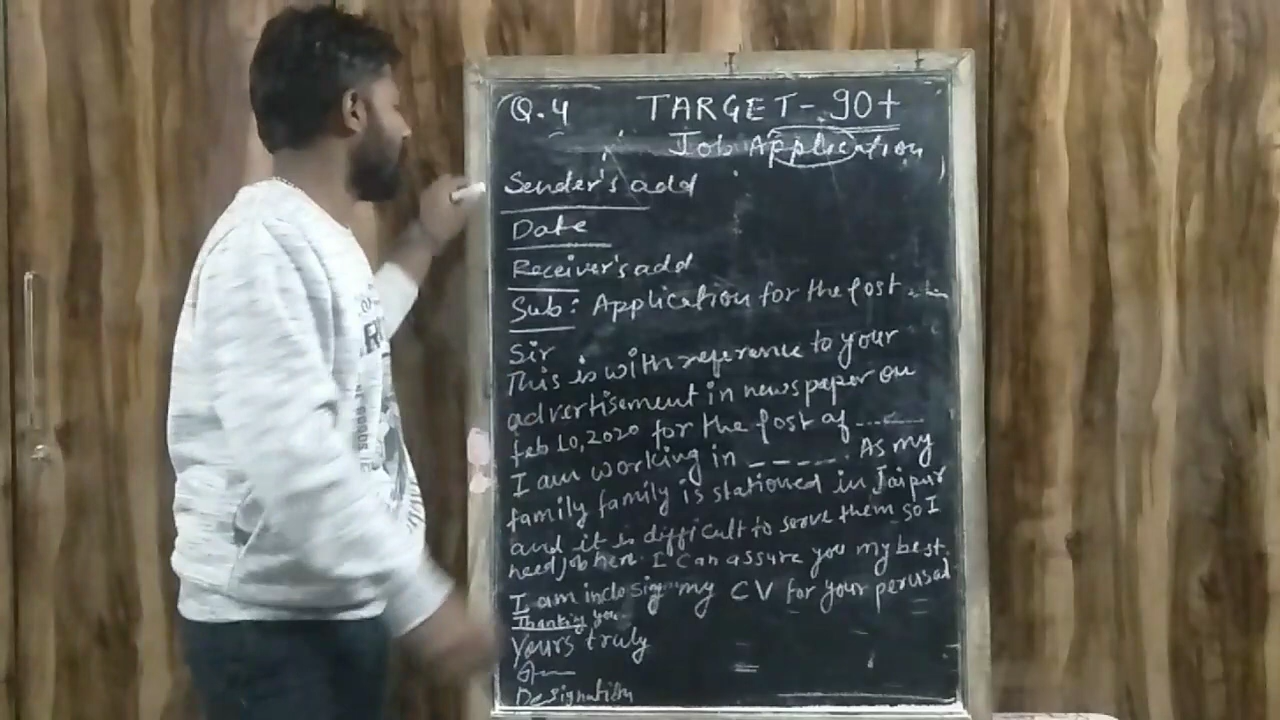 Q.4 TARGET- 90+
Job Application
Sender's add
Date
Receiver's add
Sub: Application for the post
Sir
This is with reference to your
advertisement in newspaper on
feb 10, 2020 for the post of ------
I am working in -----. As my
family family is stationed in Jaipur
and it is difficult to serve them so I
need job here. I can assure you my best.
I am inclosing my CV for your perusal
Thanking you
Yours truly
Designation